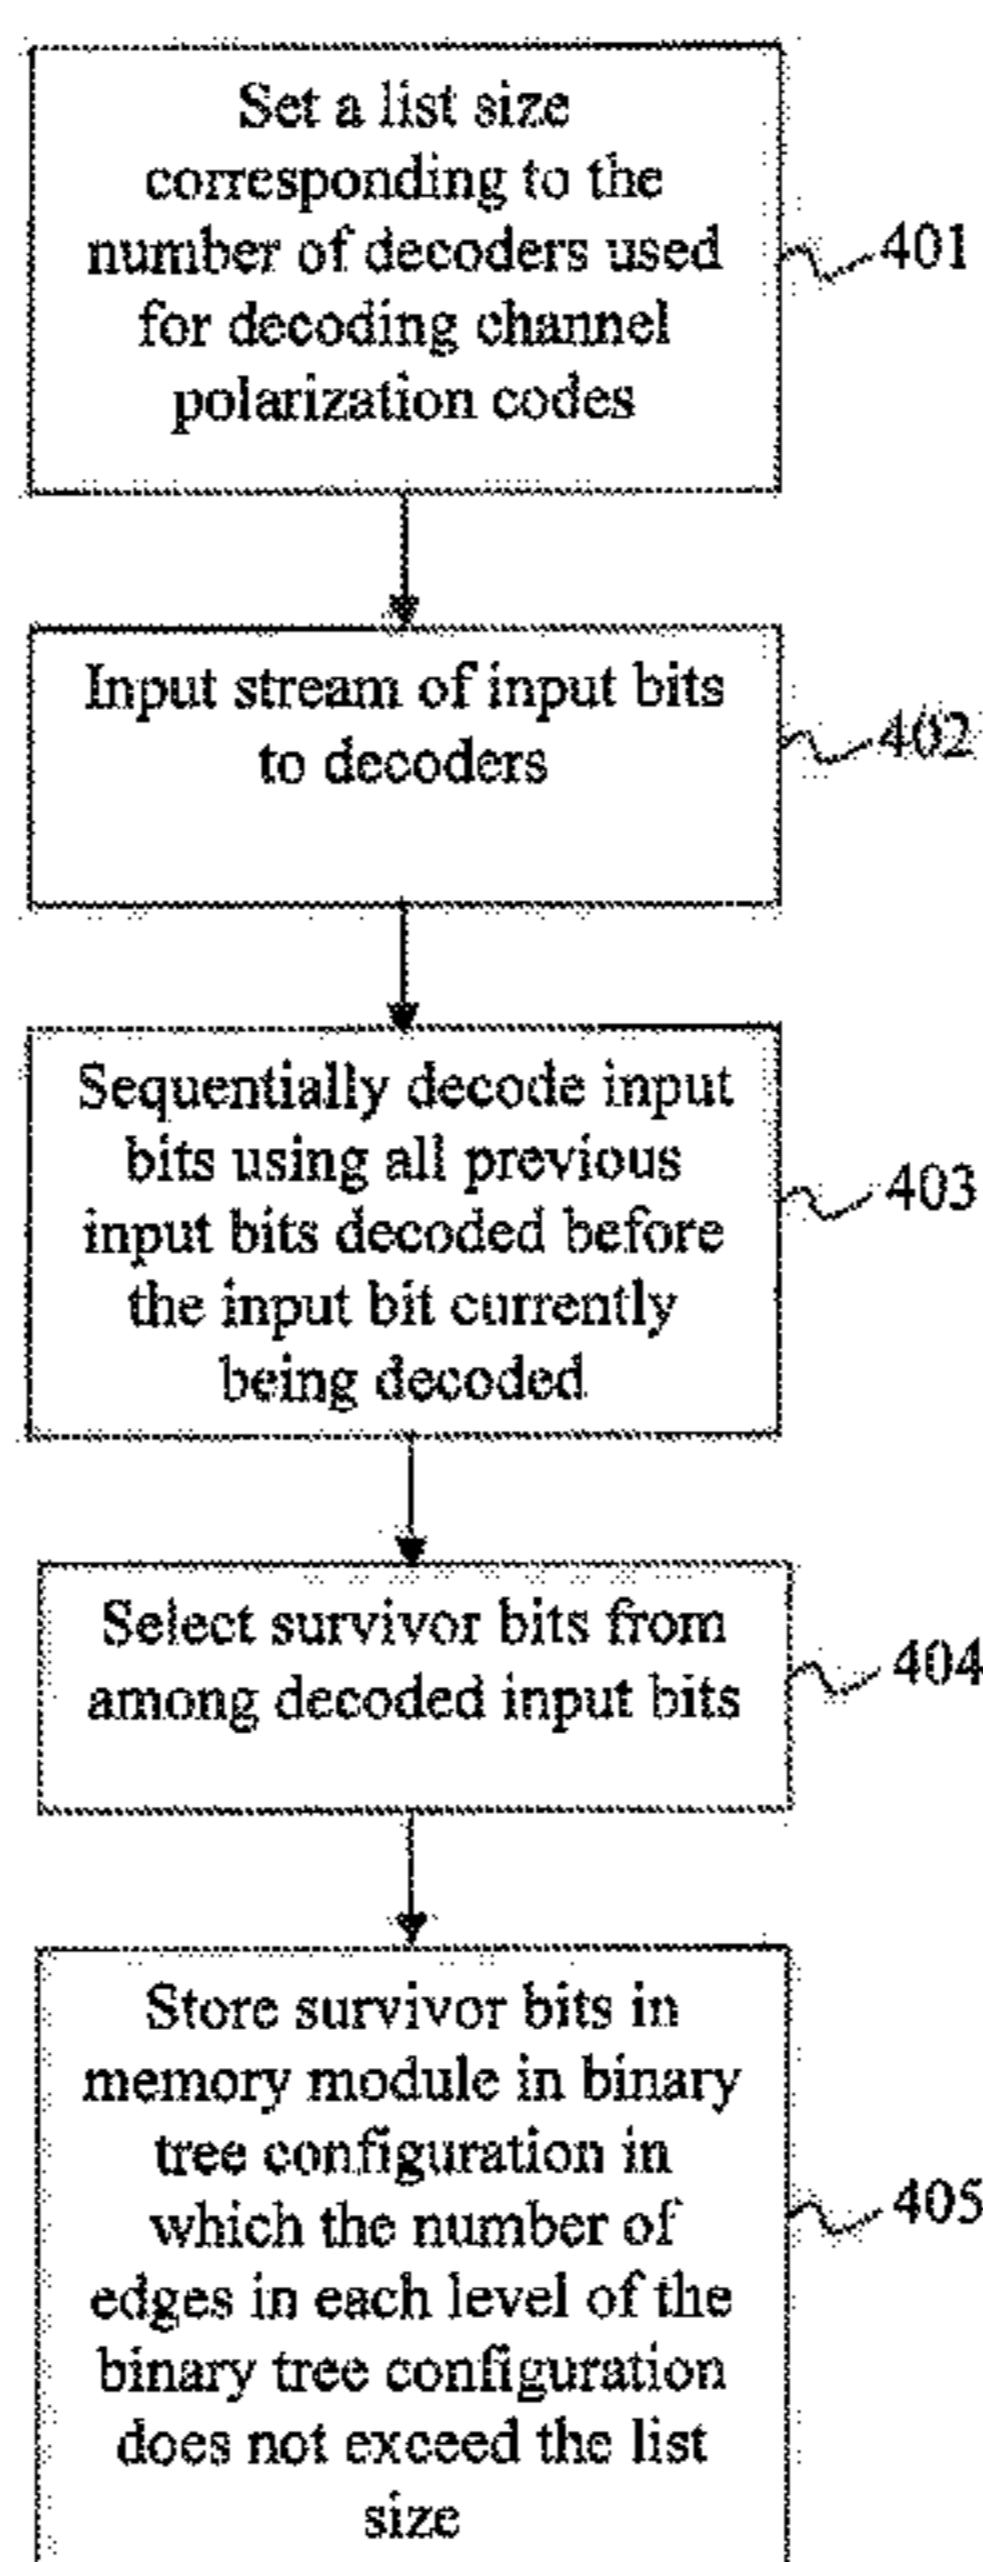 Set a list size
corresponding to the
number of decoders used
for decoding channel
polarization codes
401
Input stream of input bits
to decoders
402
Sequentially decode input
bits using all previous
input bits decoded before
the input bit currently
being decoded
403
Select survivor bits from
among decoded input bits
404
Store survivor bits in
memory module in binary
tree configuration in
which the number of
edges in each level of the
binary tree configuration
does not exceed the list
size
405